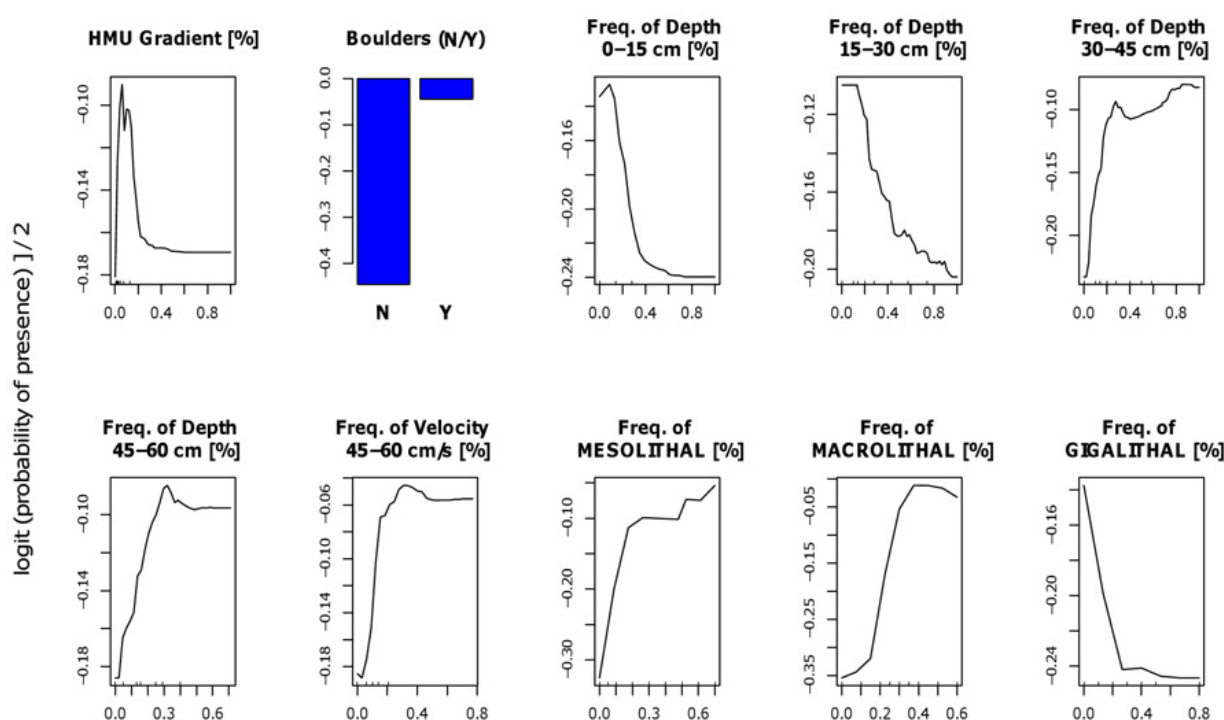 logit (probability of presence) ] / 2
HMU Gradient [%]
−0.10
−0.14
−0.18
0.0 0.4 0.8
Boulders (N/Y)
0.0
−0.1
−0.2
−0.3
−0.4
N Y
Freq. of Depth
0−15 cm [%]
−0.16
−0.20
−0.24
0.0 0.4 0.8
Freq. of Depth
15−30 cm [%]
−0.12
−0.16
−0.20
0.0 0.4 0.8
Freq. of Depth
30−45 cm [%]
−0.10
−0.15
−0.20
0.0 0.4 0.8
Freq. of Depth
45−60 cm [%]
−0.10
−0.14
−0.18
0.0 0.3 0.6
Freq. of Velocity
45−60 cm/s [%]
−0.06
−0.10
−0.14
−0.18
0.0 0.4 0.8
Freq. of
MESOLITHAL [%]
−0.10
−0.20
−0.30
0.0 0.3 0.6
Freq. of
MACROLITHAL [%]
−0.05
−0.15
−0.25
−0.35
0.0 0.2 0.4 0.6
Freq. of
GIGALITHAL [%]
−0.16
−0.20
−0.24
0.0 0.4 0.8